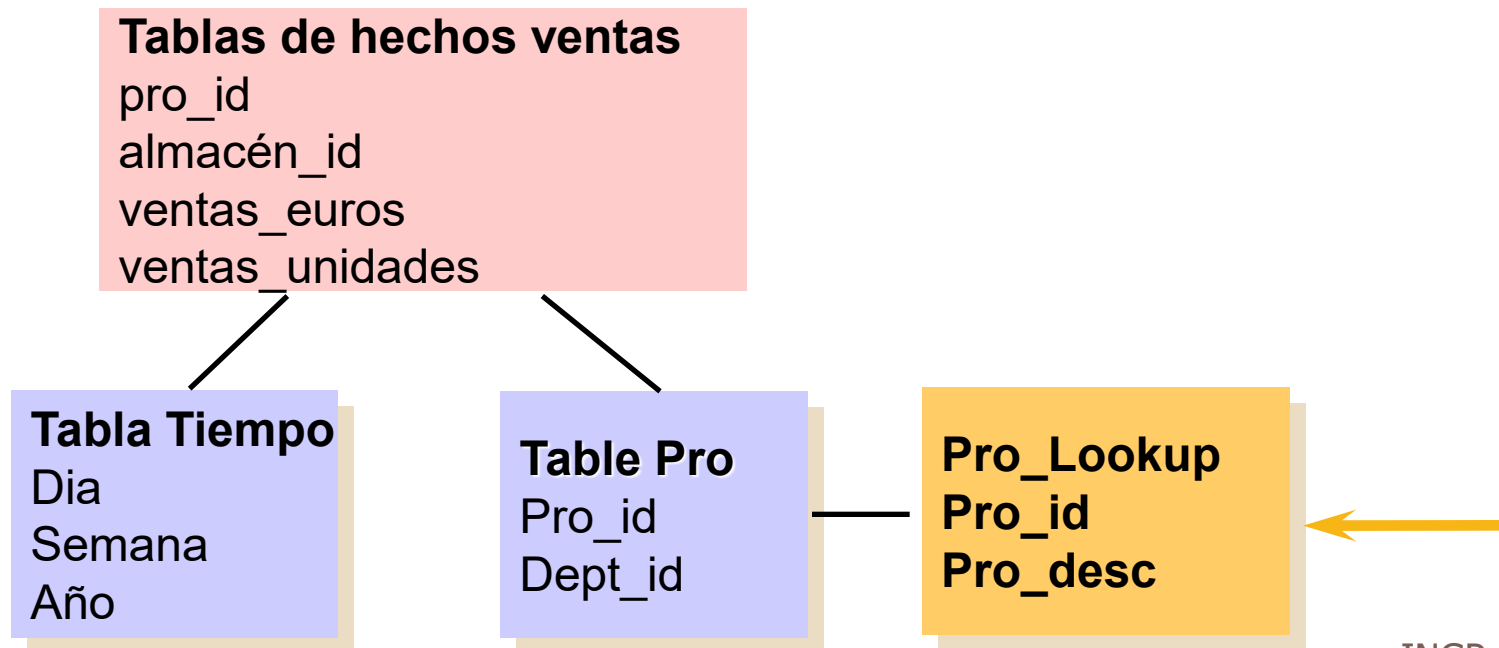 Tablas de hechos ventas
pro_id
almacén_id
ventas_euros
ventas_unidades
Tabla Tiempo
Dia
Semana
Año
Table Pro
Pro_id
Dept_id
Pro_Lookup
Pro_id
Pro_desc